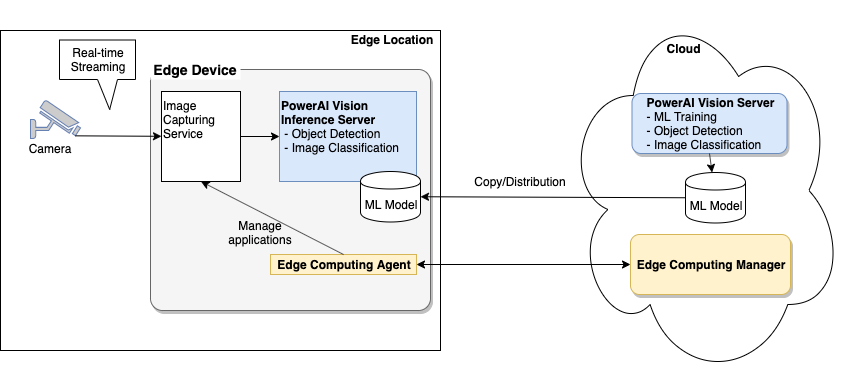 Edge Location
Real-time
Streaming
Camera
Edge Device
Image
Capturing
Service
PowerAI Vision
Inference Server
- Object Detection
- Image Classification
ML Model
Manage
applications
Edge Computing Agent
Copy/Distribution
Cloud
PowerAI Vision Server
- ML Training
- Object Detection
- Image Classification
ML Model
Edge Computing Manager